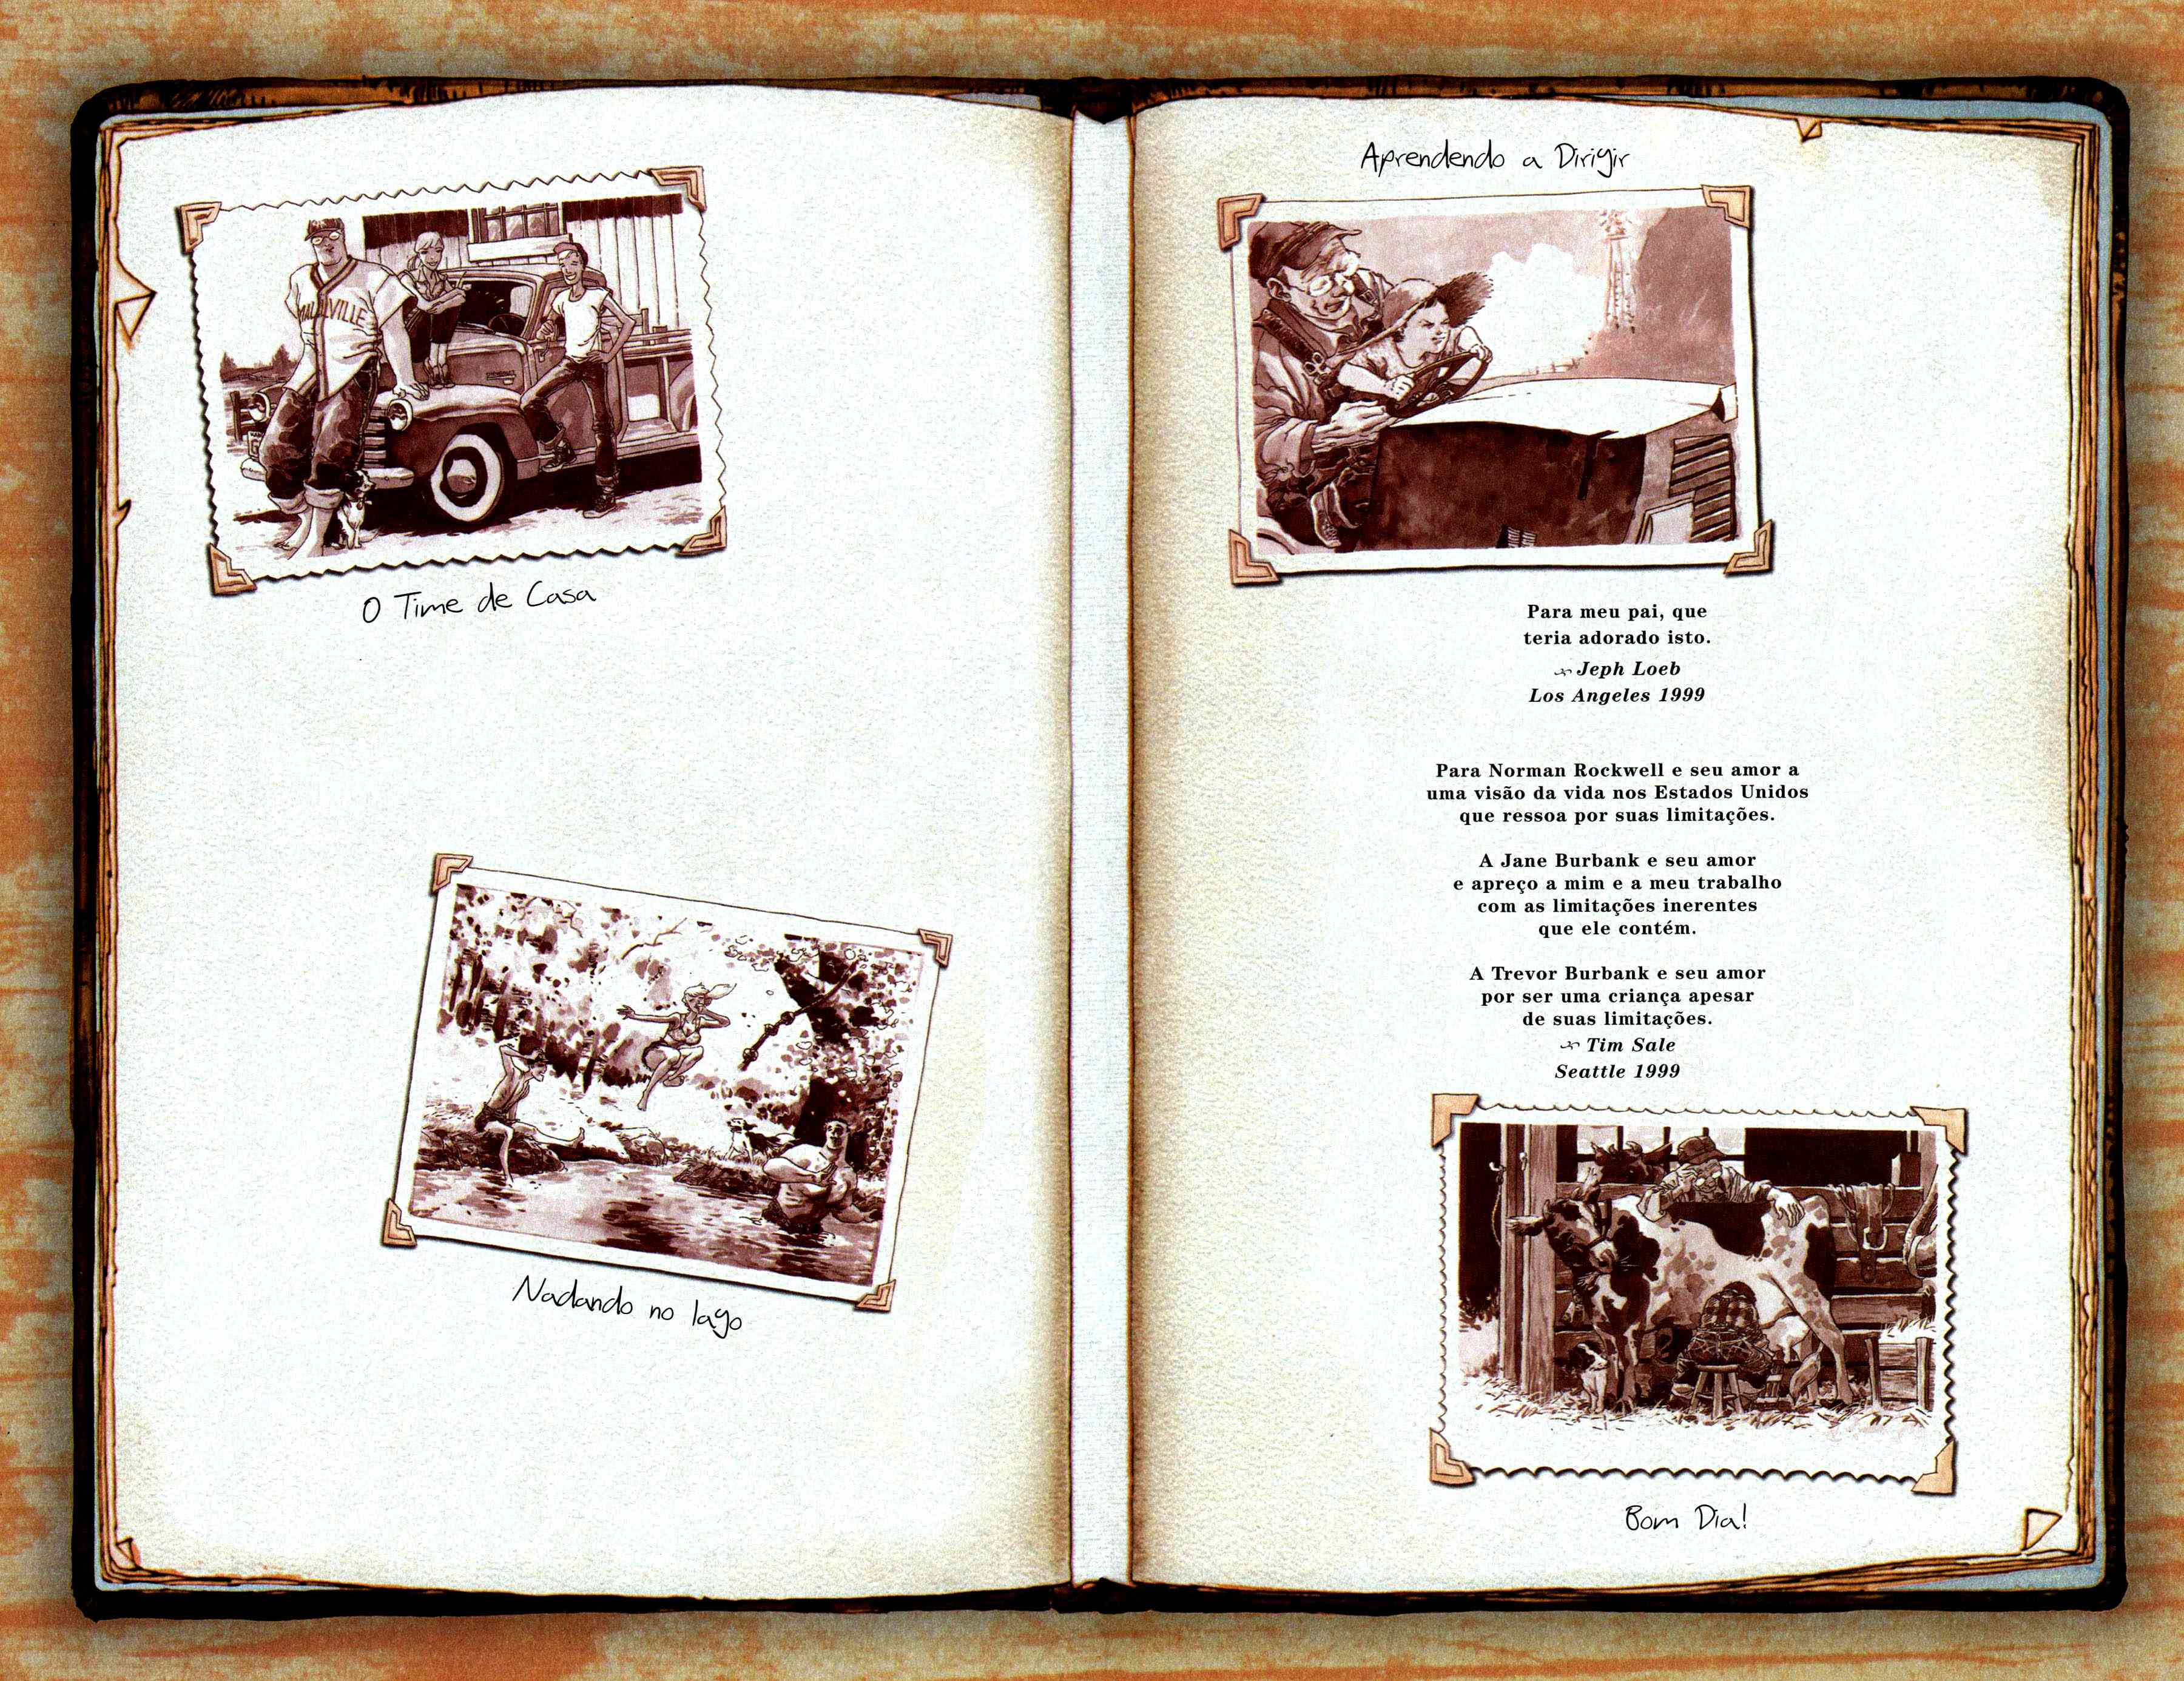 MALLVILLE
O Time de Casa
Nadando no lago
Aprendendo a Dirigir
Para meu pai, que
teria adorado isto.
Jeph Loeb
Los Angeles 1999
Para Norman Rockwell e seu amor a
uma visão da vida nos Estados Unidos
que ressoa por suas limitações.
A Jane Burbank e seu amor
e apreço a mim e a meu trabalho
com as limitações inerentes
que ele contém.
A Trevor Burbank e seu amor
por ser uma criança apesar
de suas limitações.
Tim Sale
Seattle 1999
Bom Dia!